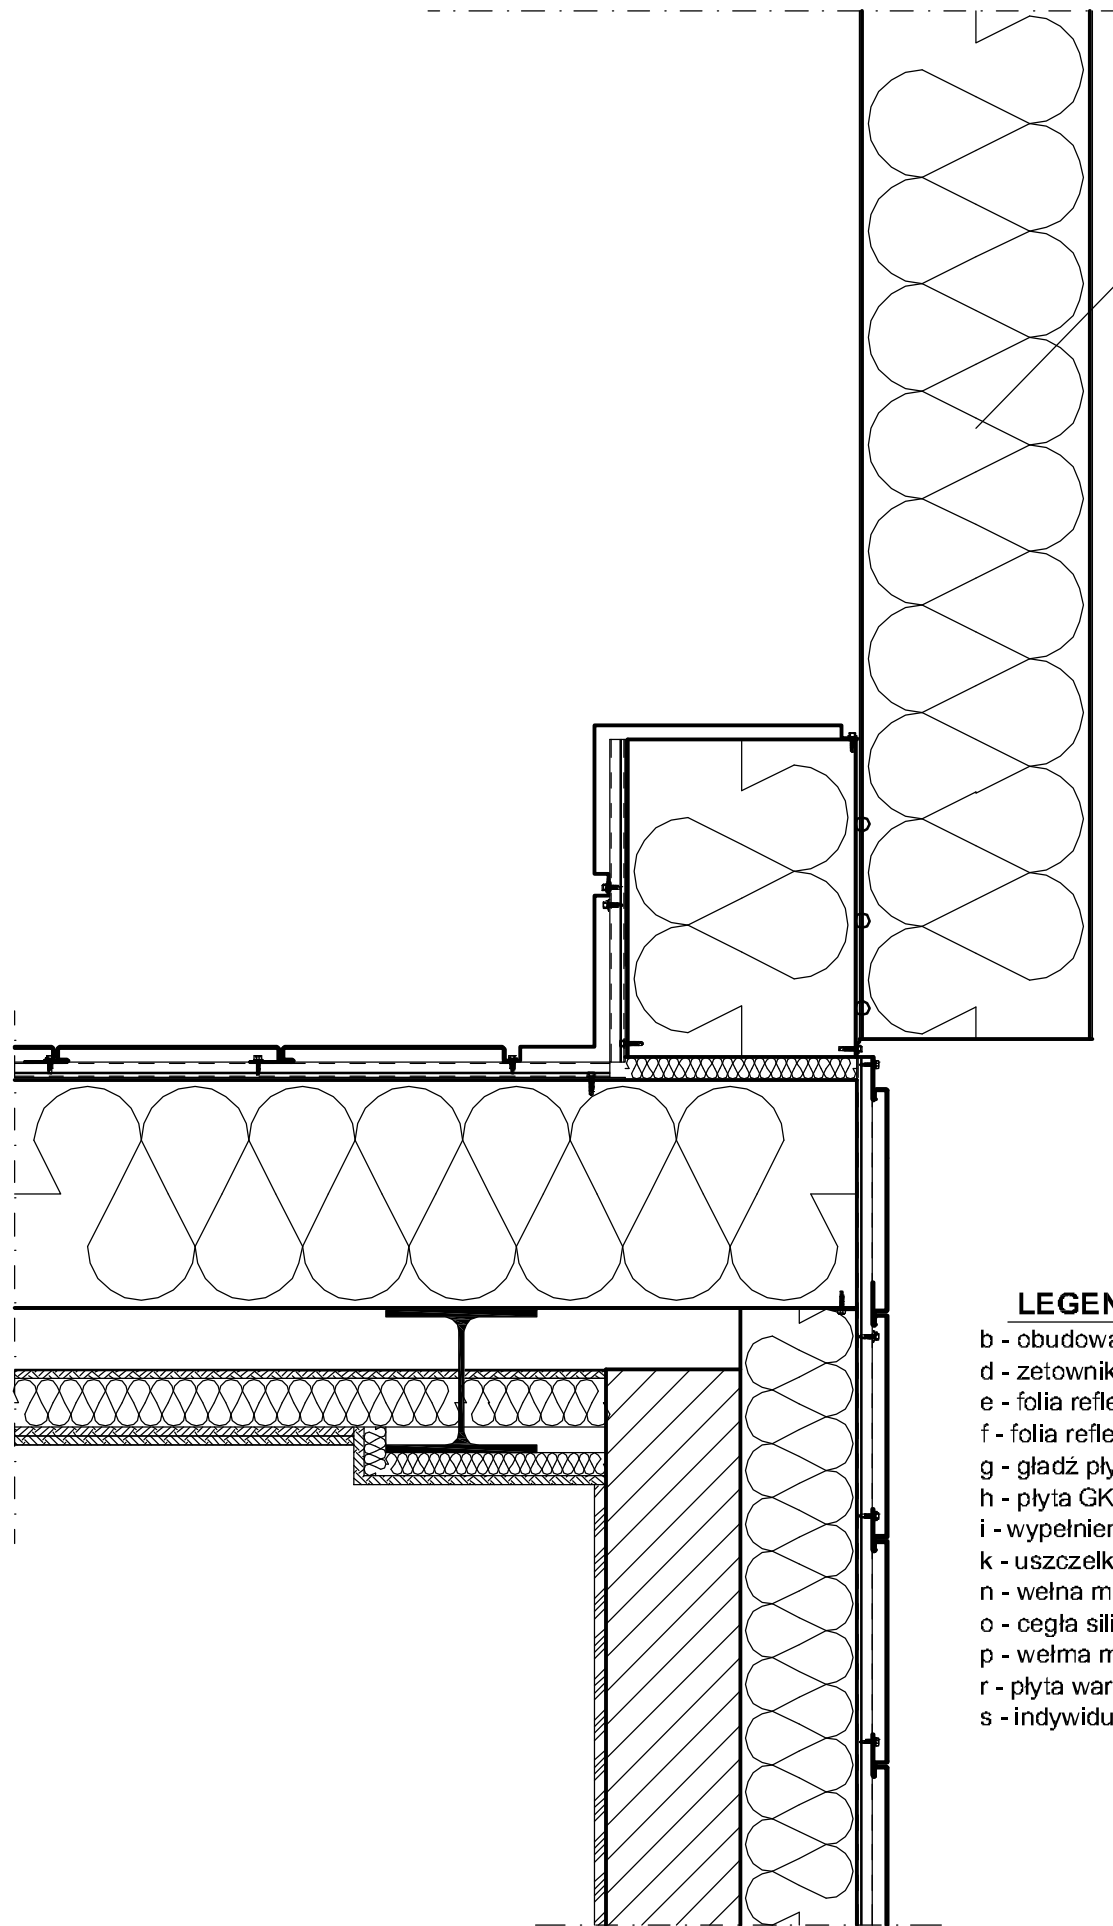 LEGEN
b - obudowa
d - zetownik
e - folia refle
f - folia refle
g - gładź pły
h - płyta GK
i - wypełnien
k - uszczelk
n - wełna m
o - cegła sili
p - wełma m
r - płyta war
s - indywidu